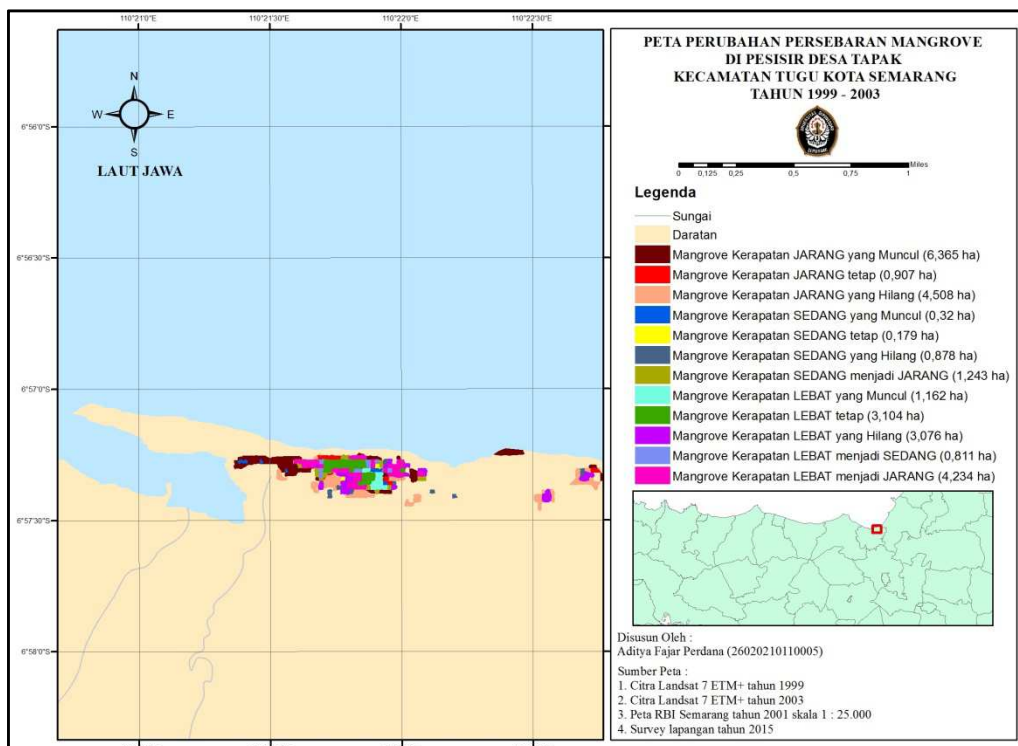 110°21'0"E
110°21'30"E
110°22'0"E
110°22'30"E
6°56'0"S
6°56'30"S
6°57'0"S
6°57'30"S
6°58'0"S
N
W
E
S
LAUT JAWA
PETA PERUBAHAN PERSEBARAN MANGROVE
DI PESISIR DESA TAPAK
KECAMATAN TUGU KOTA SEMARANG
TAHUN 1999 - 2003
Miles
0 0,125 0,25 0,5 0,75 1
Legenda
Sungai
Daratan
Mangrove Kerapatan JARANG yang Muncul (6,365 ha)
Mangrove Kerapatan JARANG tetap (0,907 ha)
Mangrove Kerapatan JARANG yang Hilang (4,508 ha)
Mangrove Kerapatan SEDANG yang Muncul (0,32 ha)
Mangrove Kerapatan SEDANG tetap (0,179 ha)
Mangrove Kerapatan SEDANG yang Hilang (0,878 ha)
Mangrove Kerapatan SEDANG menjadi JARANG (1,243 ha)
Mangrove Kerapatan LEBAT yang Muncul (1,162 ha)
Mangrove Kerapatan LEBAT tetap (3,104 ha)
Mangrove Kerapatan LEBAT yang Hilang (3,076 ha)
Mangrove Kerapatan LEBAT menjadi SEDANG (0,811 ha)
Mangrove Kerapatan LEBAT menjadi JARANG (4,234 ha)
Disusun Oleh :
Aditya Fajar Perdana (26020210110005)
Sumber Peta :
1. Citra Landsat 7 ETM+ tahun 1999
2. Citra Landsat 7 ETM+ tahun 2003
3. Peta RBI Semarang tahun 2001 skala 1 : 25.000
4. Survey lapangan tahun 2015